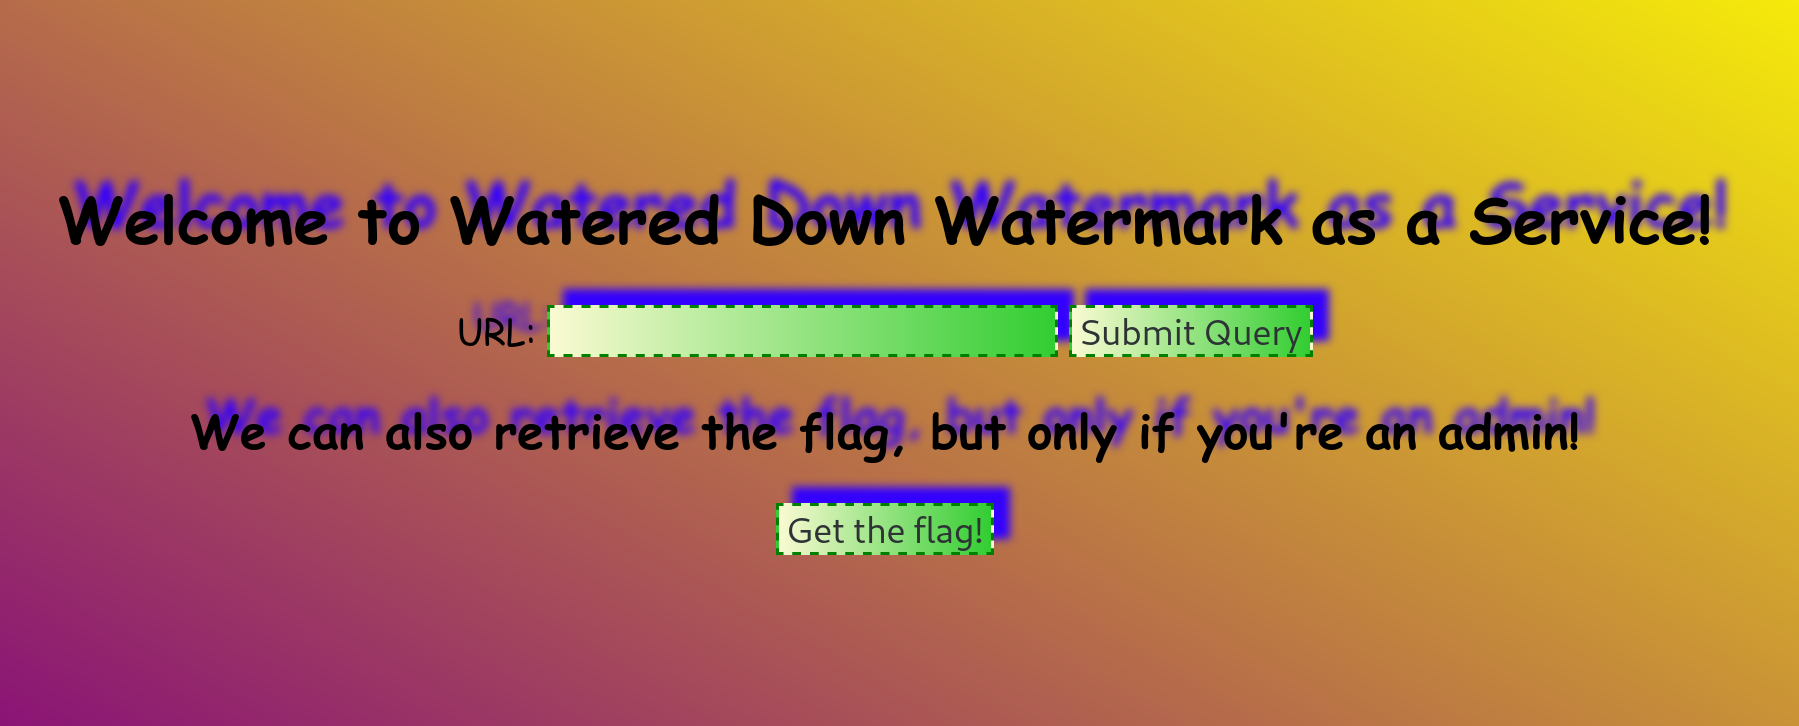 Welcome to Watered Down Watermark as a Service!
URL: Submit Query
We can also retrieve the flag, but only if you're an admin!
Get the flag!